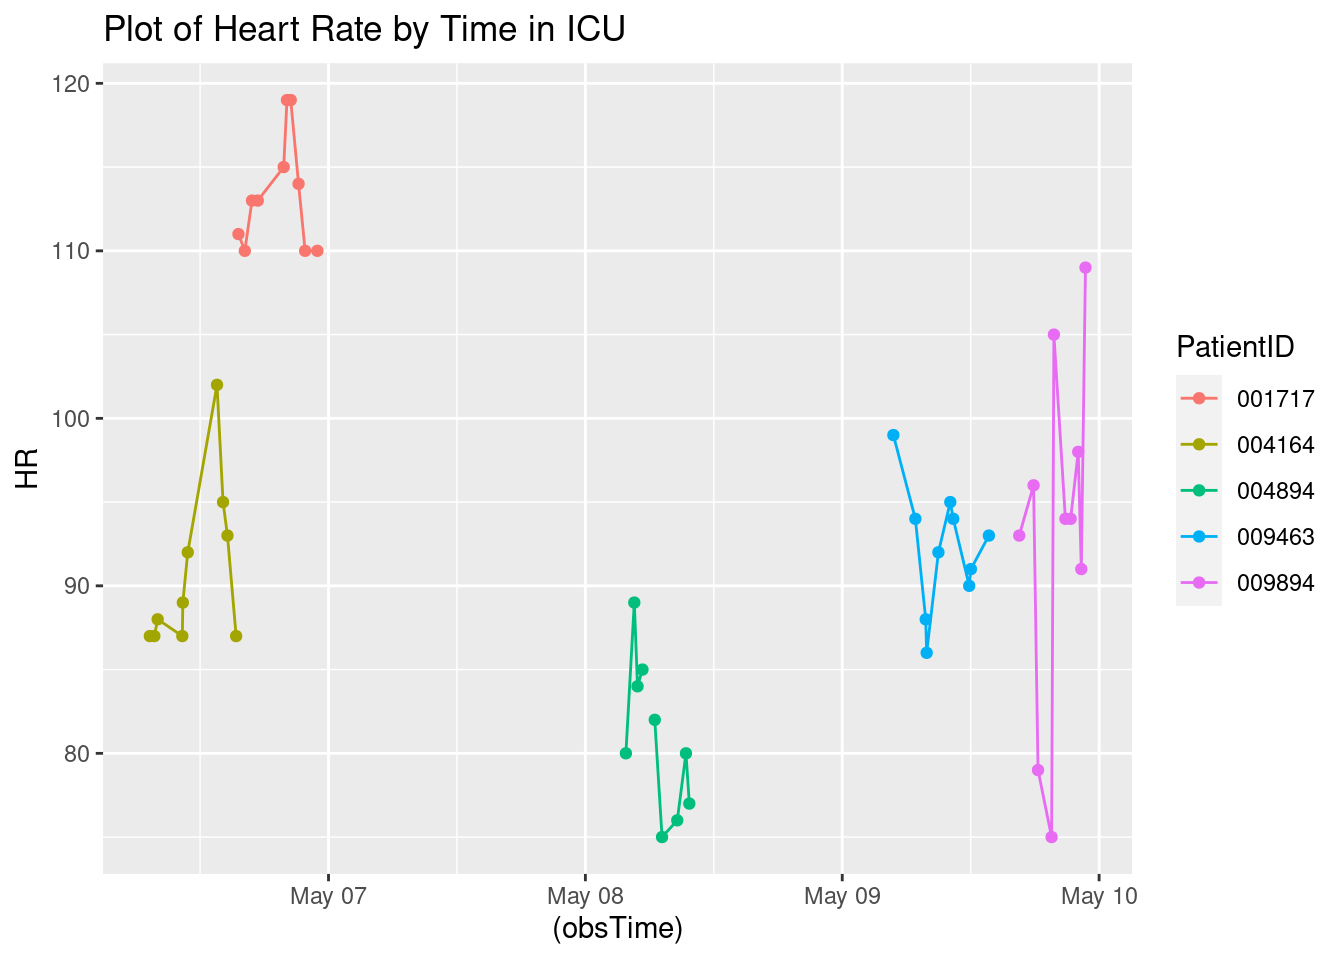 Plot of Heart Rate by Time in ICU
120
110
100
90
80
HR
May 07
May 08
May 09
May 10
(obsTime)
PatientID
001717
004164
004894
009463
009894